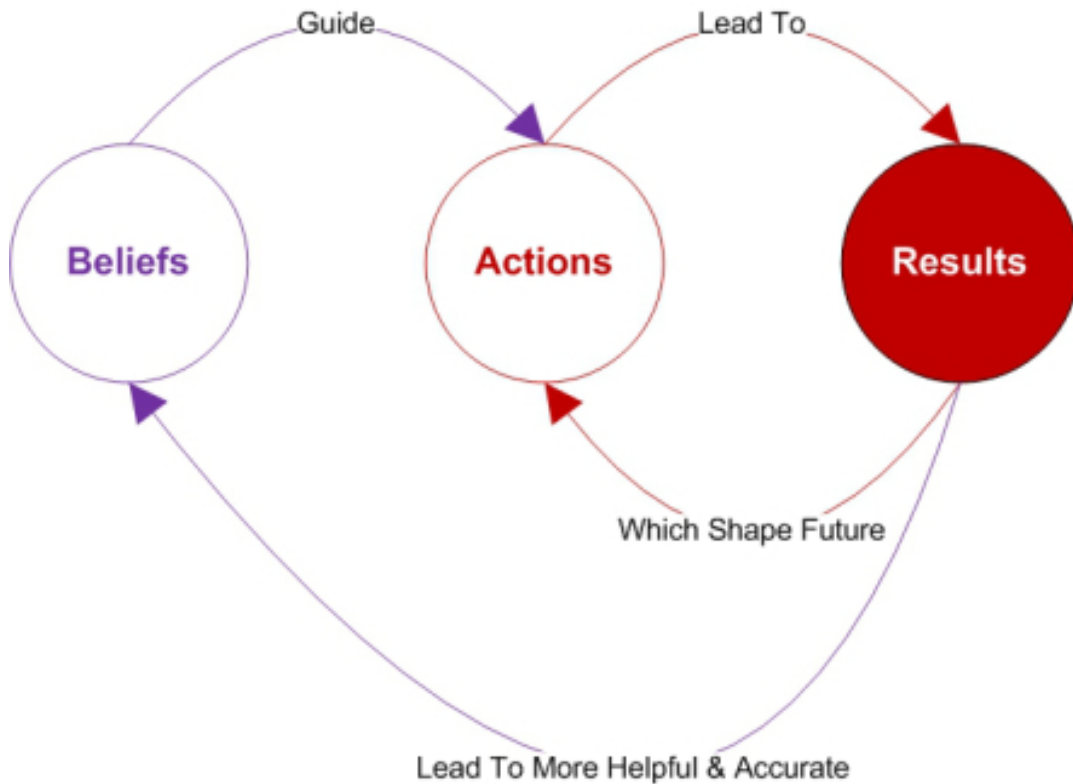 Guide
Lead To
Beliefs
Actions
Results
Which Shape Future
Lead To More Helpful & Accurate